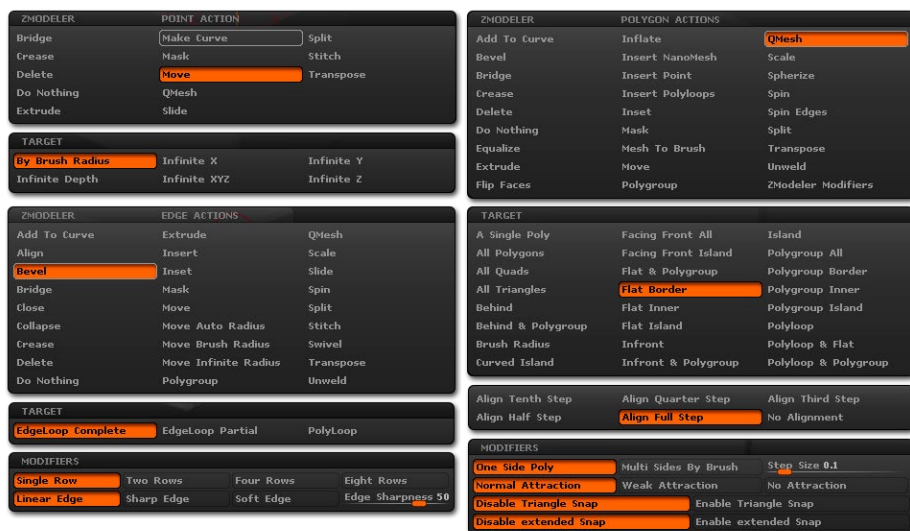 ZMODELER POINT ACTION
Bridge Make Curve Split
Crease Mask Stitch
Delete Move Transpose
Do Nothing QMesh
Extrude Slide
TARGET
By Brush Radius Infinite X Infinite Y
Infinite Depth Infinite XYZ Infinite Z
ZMODELER EDGE ACTIONS
Add To Curve Extrude QMesh
Align Insert Scale
Bevel Inset Slide
Bridge Mask Spin
Close Move Split
Collapse Move Auto Radius Stitch
Crease Move Brush Radius Swivel
Delete Move Infinite Radius Transpose
Do Nothing Polygroup Unweld
TARGET
EdgeLoop Complete EdgeLoop Partial PolyLoop
MODIFIERS
Single Row Two Rows Four Rows Eight Rows
Linear Edge Sharp Edge Soft Edge Edge Sharpness 50
ZMODELER POLYGON ACTIONS
Add To Curve Inflate QMesh
Bevel Insert NanoMesh Scale
Bridge Insert Point Spherize
Crease Insert Polyloops Spin
Delete Inset Spin Edges
Do Nothing Mask Split
Equalize Mesh To Brush Transpose
Extrude Move Unweld
Flip Faces Polygroup ZModeler Modifiers
TARGET
A Single Poly Facing Front All Island
All Polygons Facing Front Island Polygroup All
All Quads Flat & Polygroup Polygroup Border
All Triangles Flat Border Polygroup Inner
Behind Flat Inner Polygroup Island
Behind & Polygroup Flat Island Polyloop
Brush Radius Infront Polyloop & Flat
Curved Island Infront & Polygroup Polyloop & Polygroup
Align Tenth Step Align Quarter Step Align Third Step
Align Half Step Align Full Step No Alignment
MODIFIERS
One Side Poly Multi Sides By Brush Step Size 0.1
Normal Attraction Weak Attraction No Attraction
Disable Triangle Snap Enable Triangle Snap
Disable extended Snap Enable extended Snap